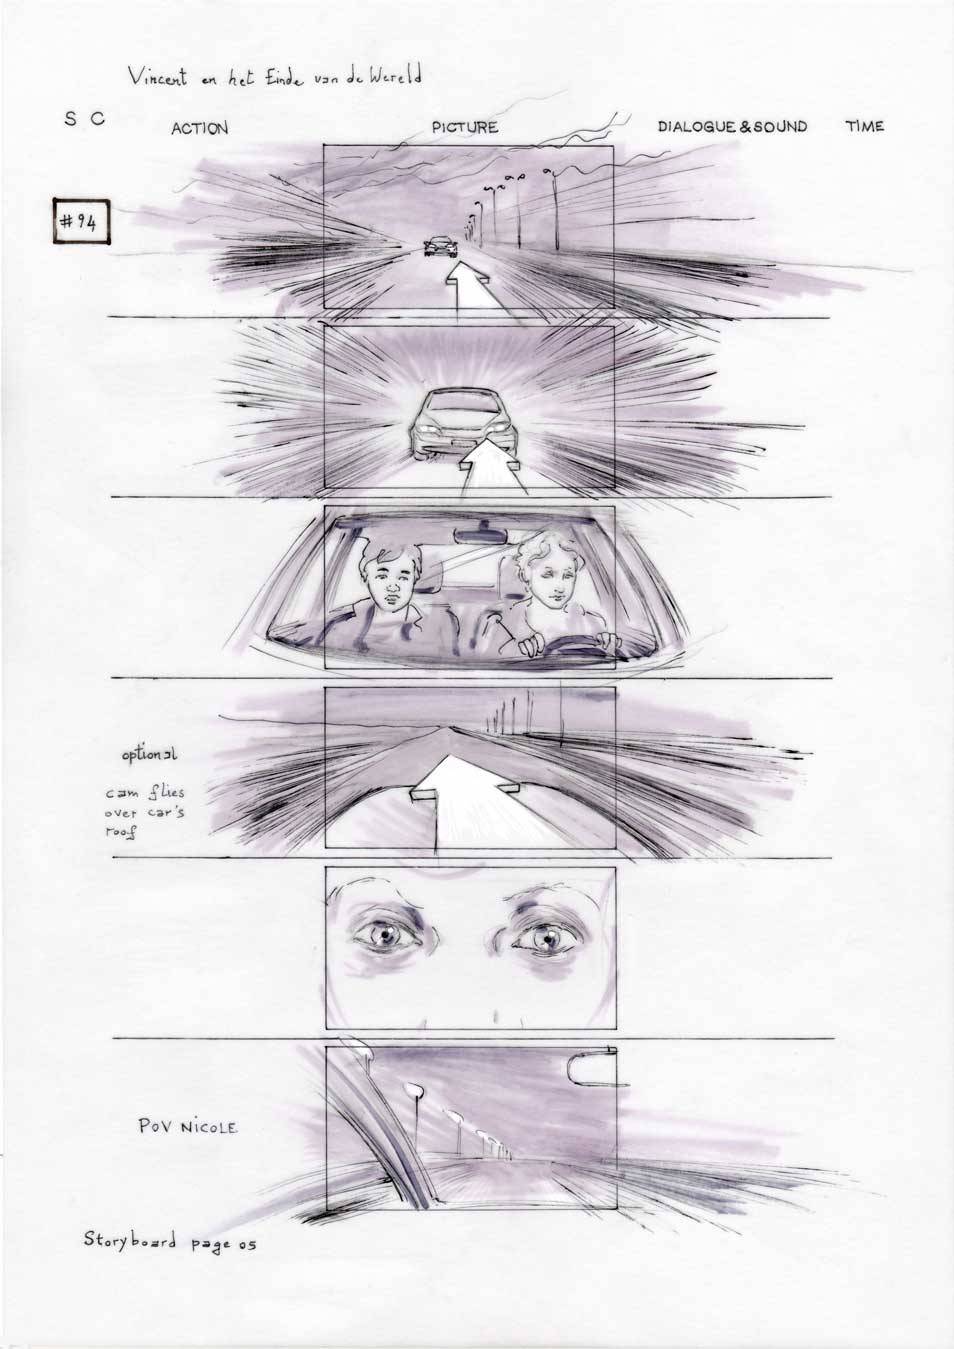 Vincent en het Einde van de Wereld
SC ACTION PICTURE DIALOGUE & SOUND TIME
#94
optional
cam flies
over car's
roof
POV NICOLE
Storyboard page 05